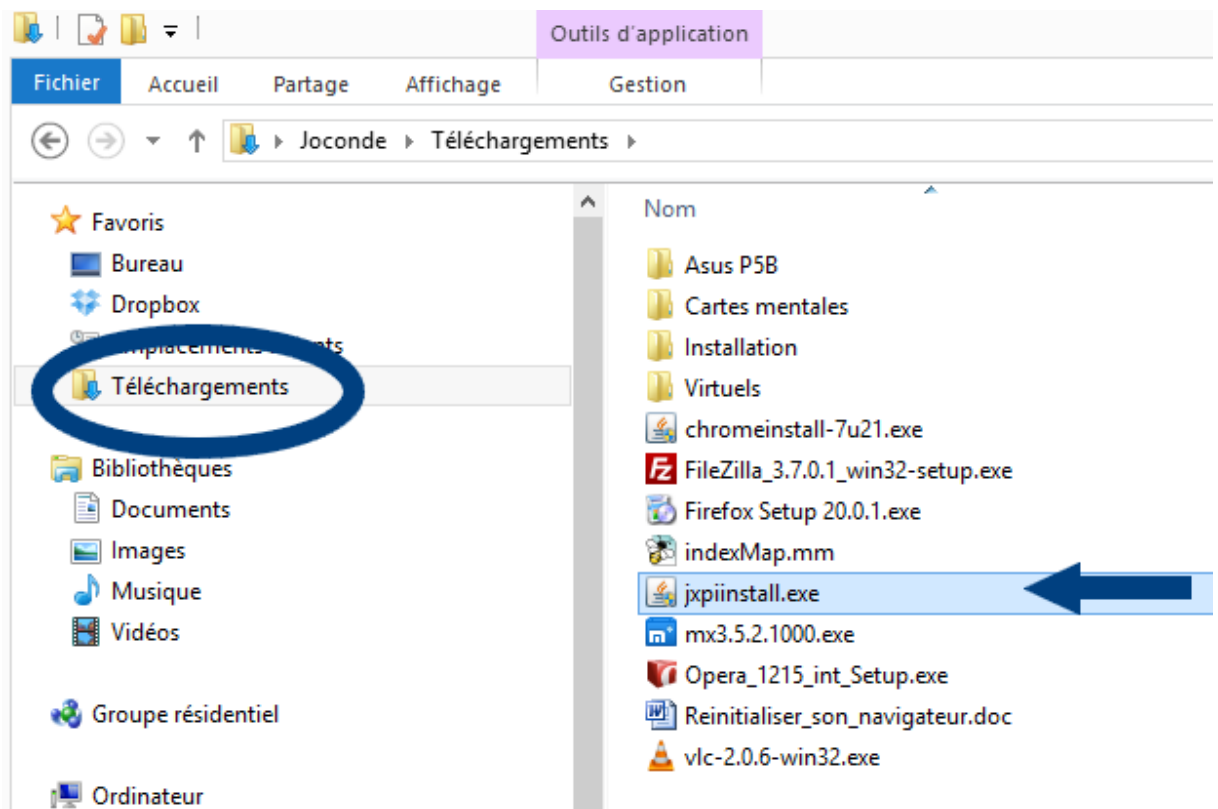 Outils d'application
Fichier Accueil Partage Affichage Gestion
Joconde Téléchargements
Favoris
Bureau
Dropbox
Téléchargements
Bibliothèques
Documents
Images
Musique
Vidéos
Groupe résidentiel
Ordinateur
Nom
Asus P5B
Cartes mentales
Installation
Virtuels
chromeinstall-7u21.exe
FileZilla_3.7.0.1_win32-setup.exe
Firefox Setup 20.0.1.exe
indexMap.mm
jxpiinstall.exe
mx3.5.2.1000.exe
Opera_1215_int_Setup.exe
Reinitialiser_son_navigateur.doc
vlc-2.0.6-win32.exe